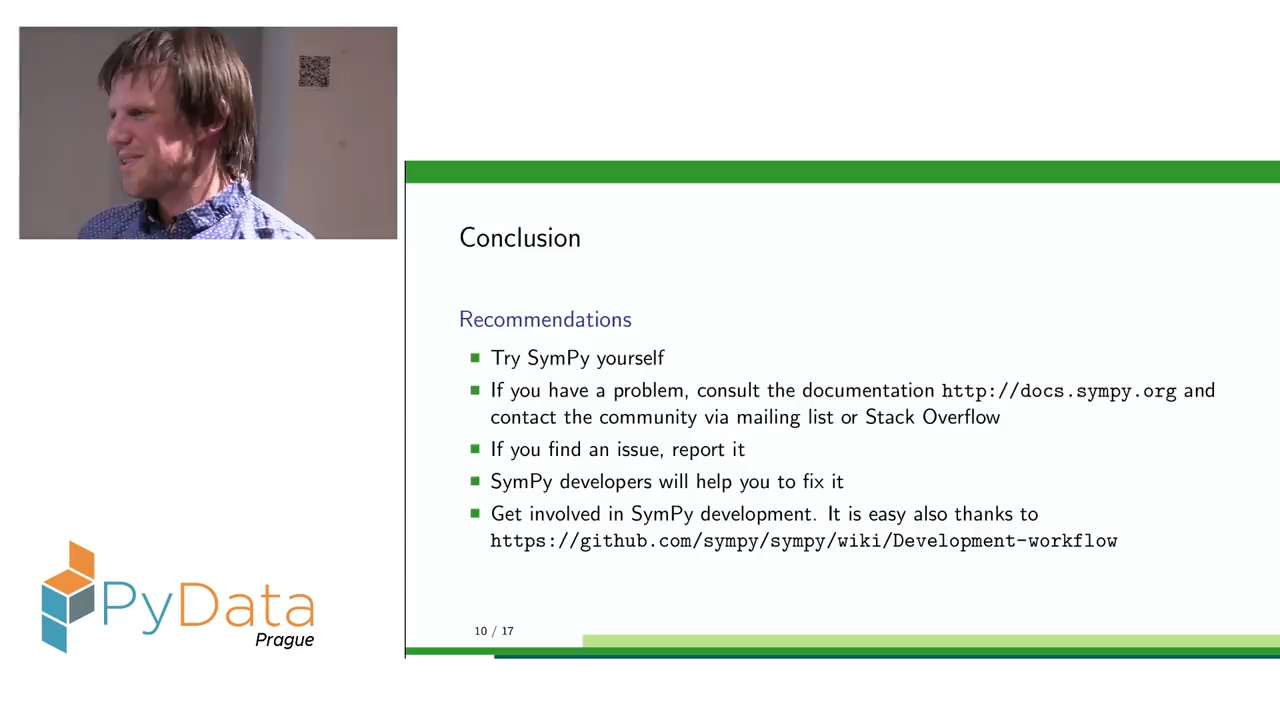 Conclusion
Recommendations
Try SymPy yourself
If you have a problem, consult the documentation http://docs.sympy.org and
contact the community via mailing list or Stack Overflow
If you find an issue, report it
SymPy developers will help you to fix it
Get involved in SymPy development. It is easy also thanks to
https://github.com/sympy/sympy/wiki/Development-workflow
10 / 17
PyData
Prague